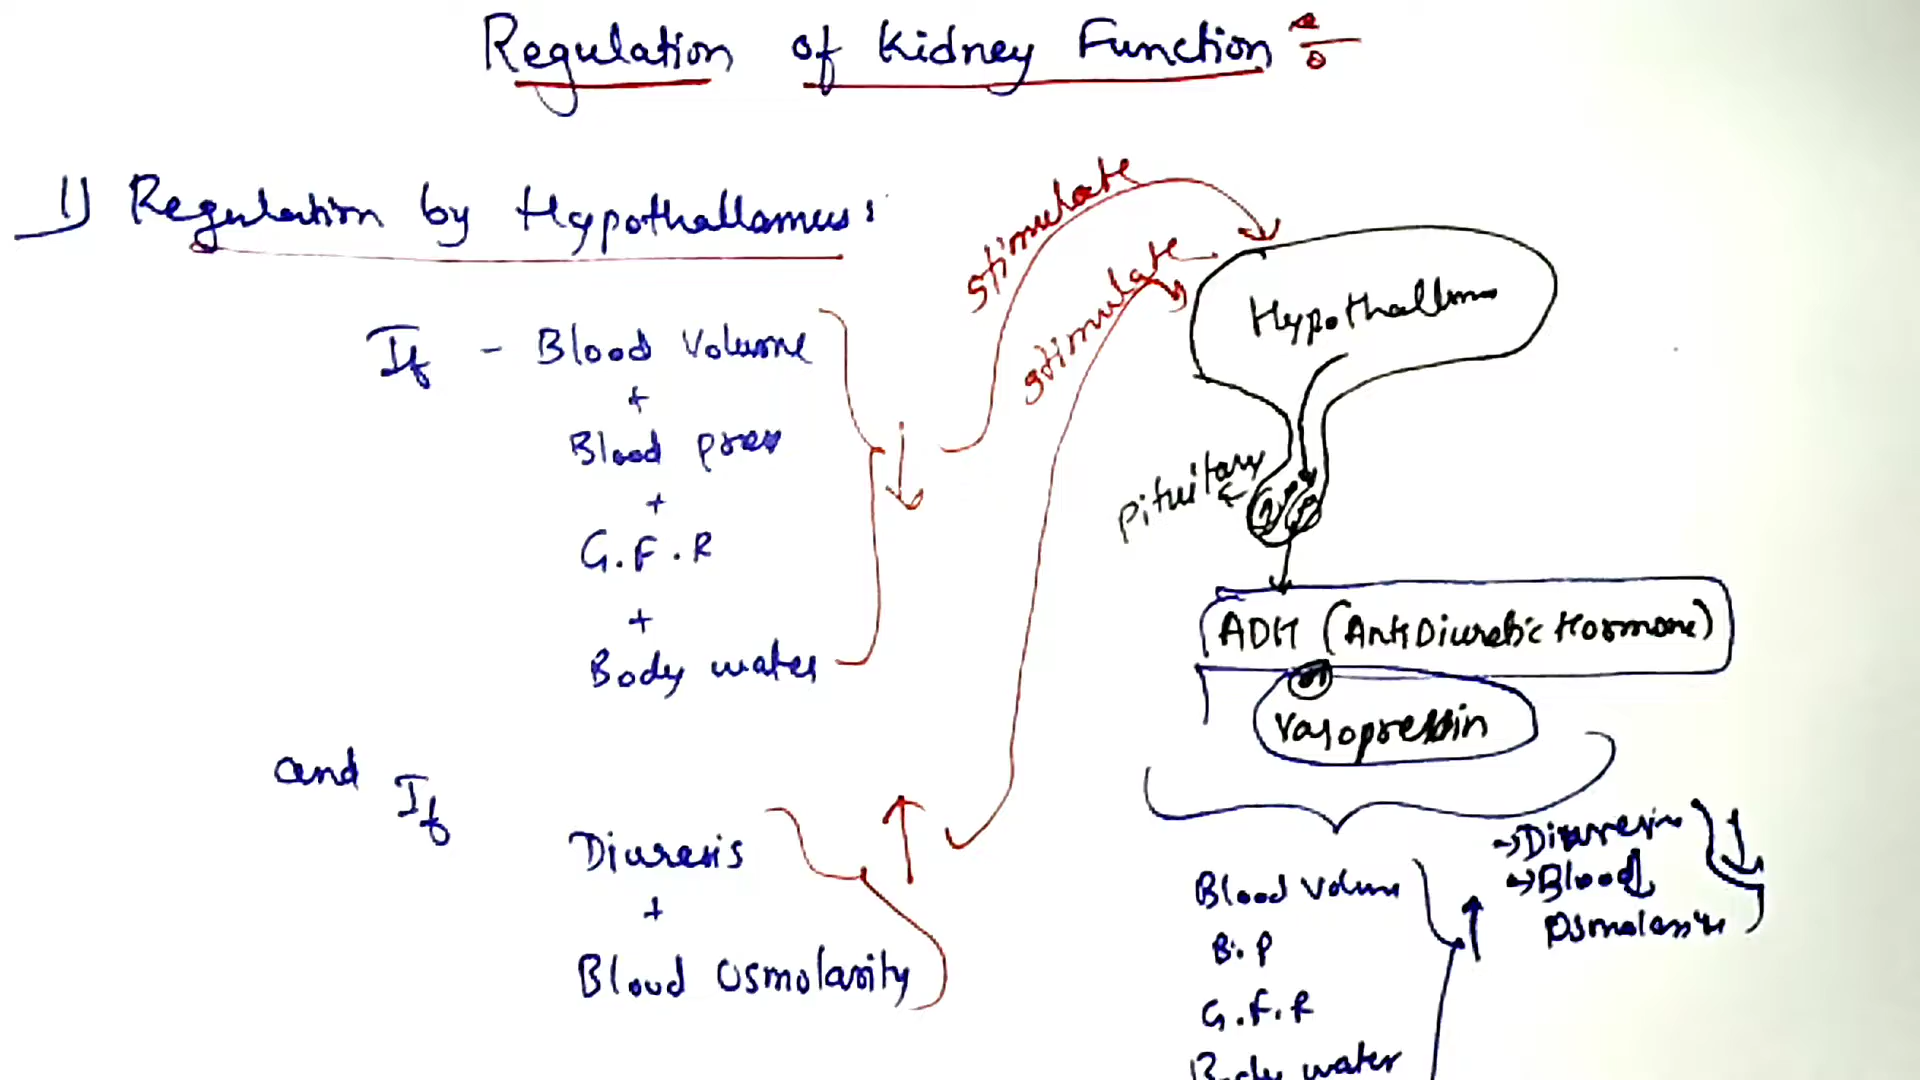 Regulation of Kidney Function
1) Regulation by Hypothallamus:
If - Blood Volume
+
Blood pres
+
G.F.R
+
Body water
and If
Diuresis
+
Blood Osmolarity
stimulate
stimulate
Pituitary
ADH (Anti Diuretic Hormone)
or
Vasopressin
Blood Volume
B.P
G.F.R
Body water
→Diuresis
→Blood
Osmolarity